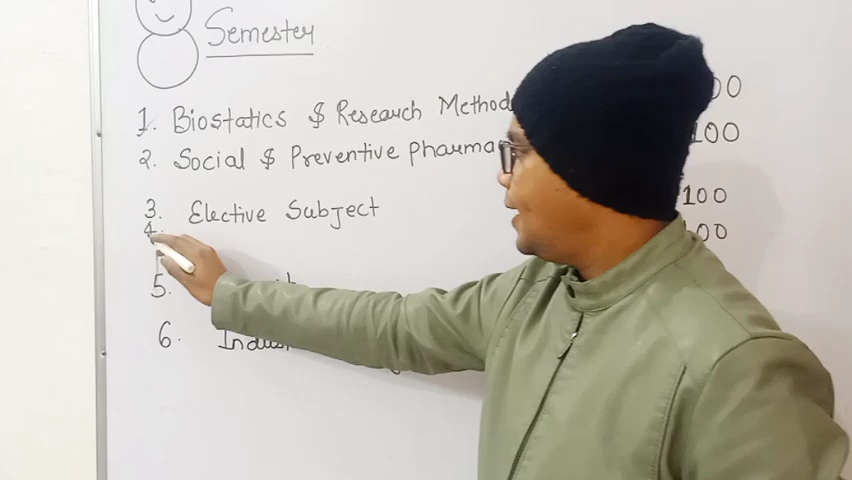 Semester
1. Biostatics $ Research Method 00
2. Social $ Preventive Pharma 100
3. Elective Subject 100
4. 00
5.
6.